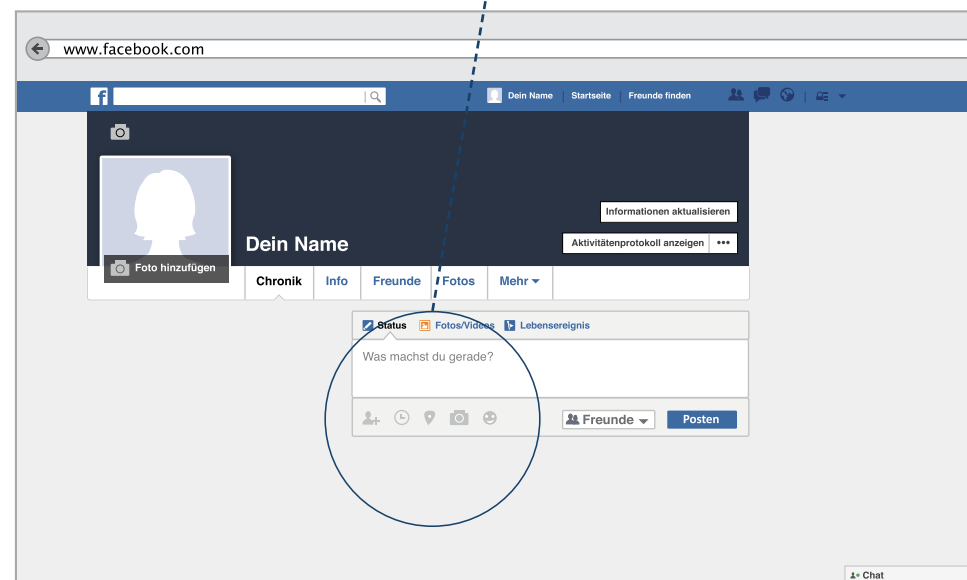 www.facebook.com
f
Dein Name | Startseite | Freunde finden
Informationen aktualisieren
Dein Name
Aktivitätenprotokoll anzeigen
Foto hinzufügen
Chronik Info Freunde Fotos Mehr
Status Fotos/Videos Lebensereignis
Was machst du gerade?
Freunde Posten
Chat